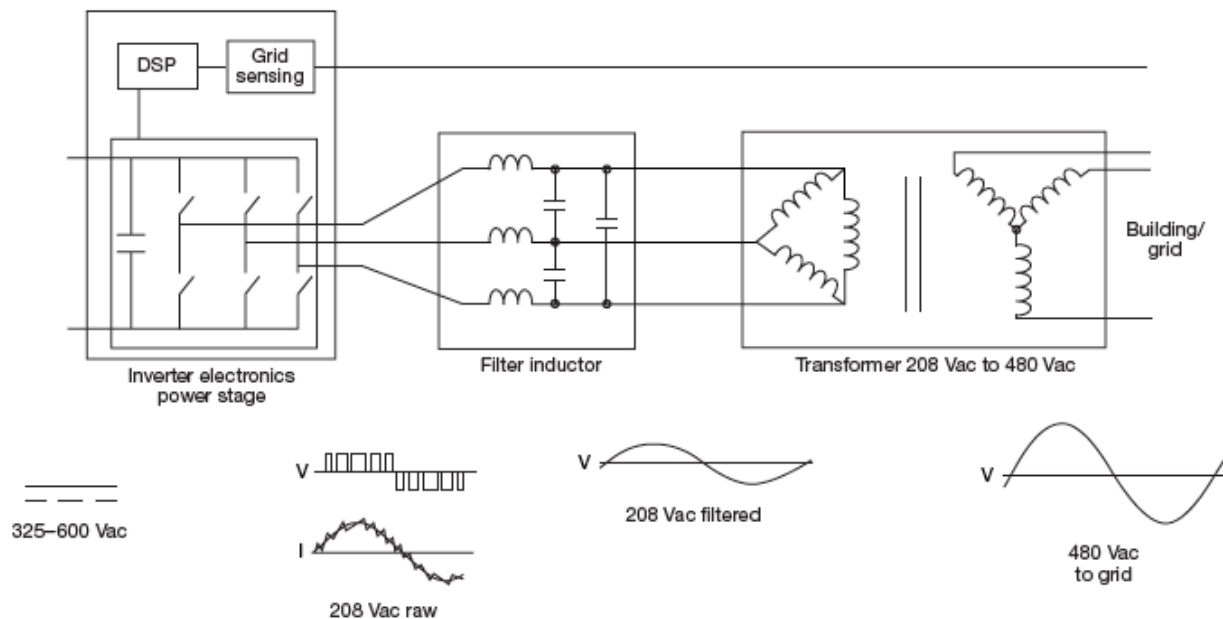 DSP
Grid
sensing
Inverter electronics
power stage
Filter inductor
Transformer 208 Vac to 480 Vac
Building/
grid
325–600 Vac
V
I
208 Vac raw
V
208 Vac filtered
V
480 Vac
to grid